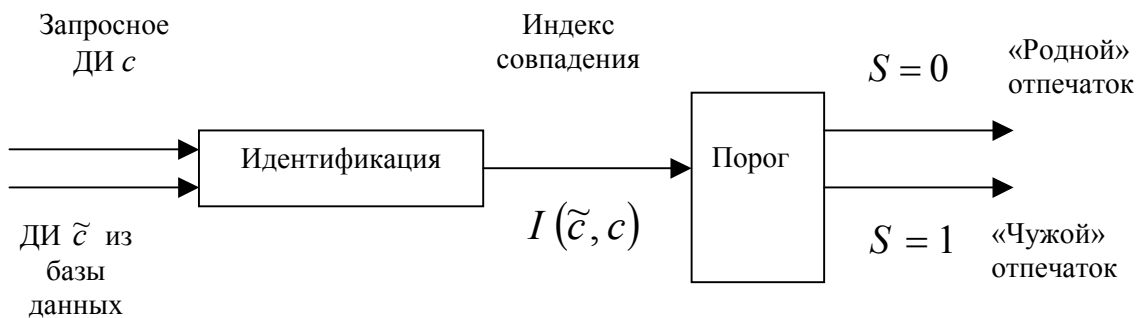 Запросное
ДИ c
Индекс
совпадения
S = 0
«Родной»
отпечаток
Идентификация
Порог
ДИ c̃ из
базы
данных
I (c̃, c)
S = 1
«Чужой»
отпечаток